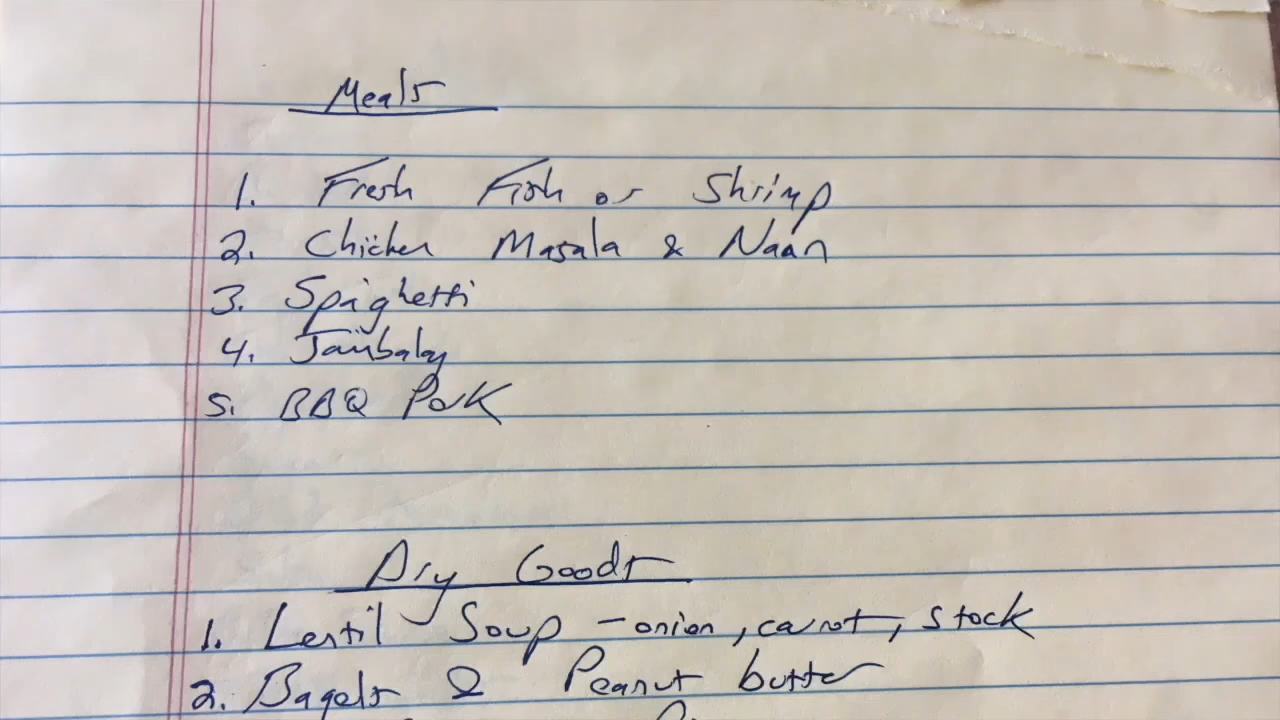 Meals
1. Fresh Fish or Shrimp
2. Chicken Masala & Naan
3. Spaghetti
4. Jambalay
5. BBQ Pork
Dry Goods
1. Lentil Soup - onion, carrot, stock
2. Bagels & Peanut butter